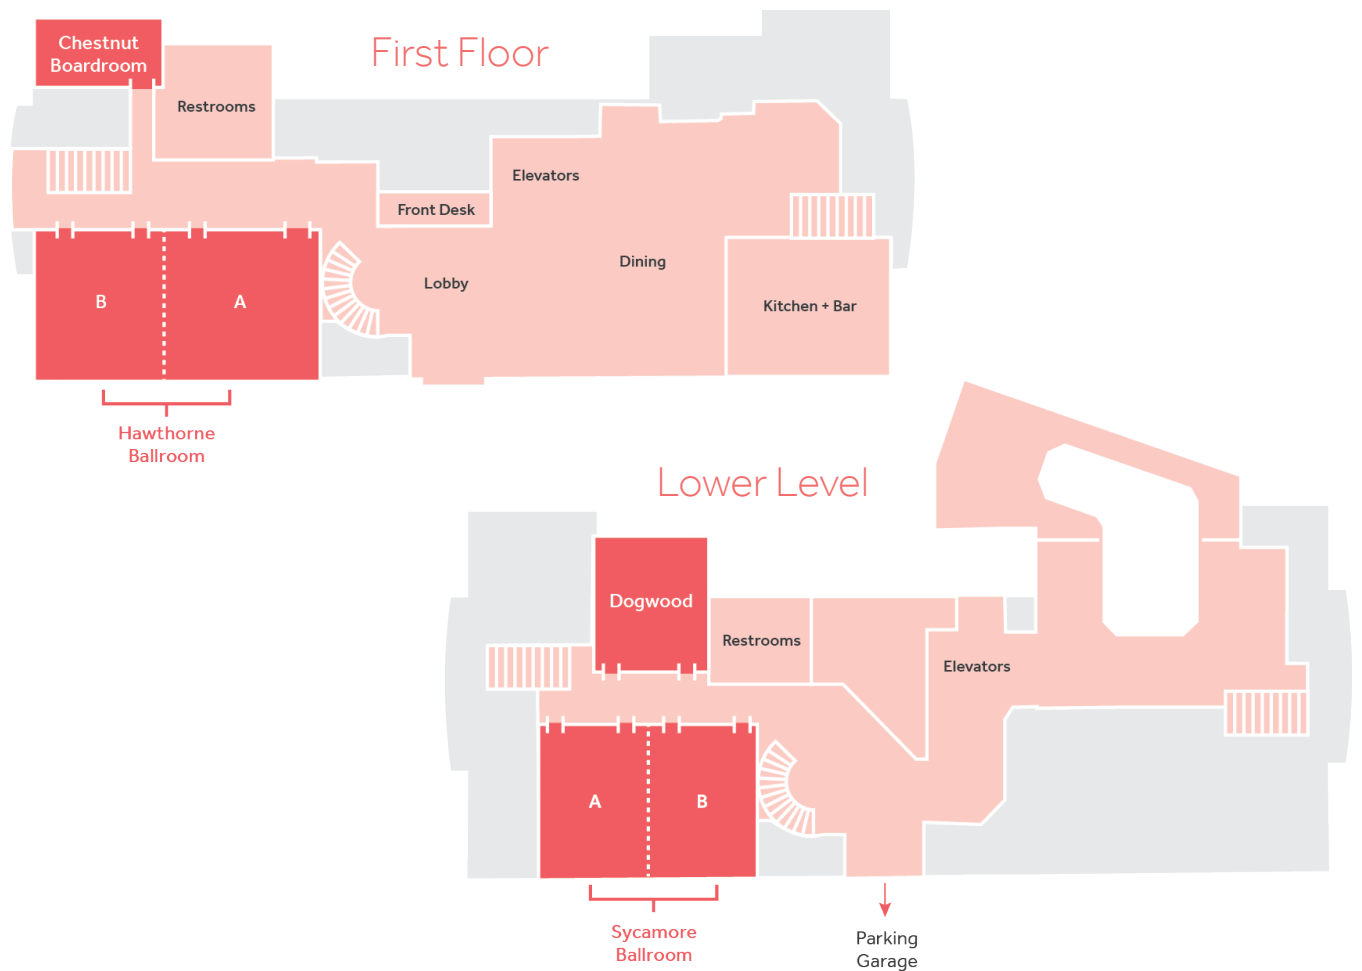 First Floor
Chestnut
Boardroom
Restrooms
Elevators
Front Desk
Dining
Lobby
B
A
Kitchen + Bar
Hawthorne
Ballroom
Lower Level
Dogwood
Restrooms
Elevators
A
B
Sycamore
Ballroom
Parking
Garage